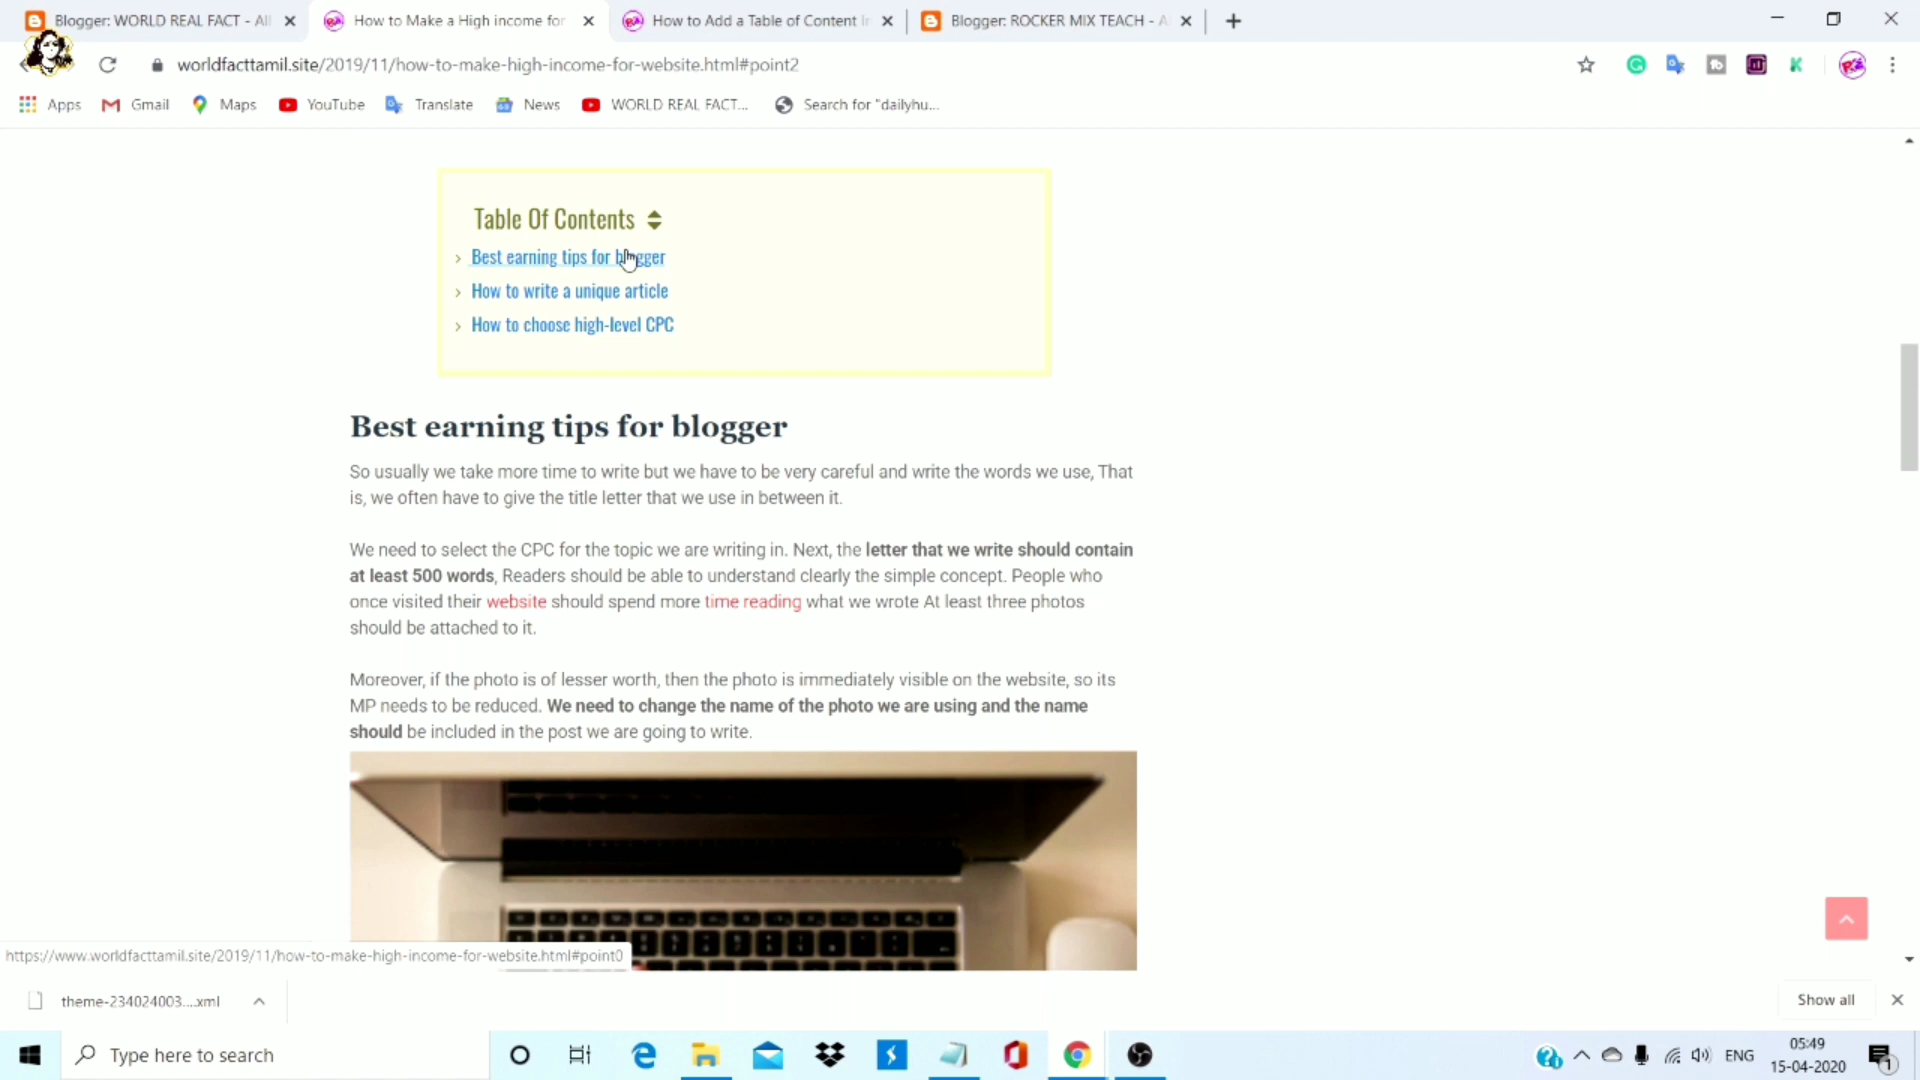 Blogger: WORLD REAL FACT - All
How to Make a High income for
How to Add a Table of Content In
Blogger: ROCKER MIX TEACH - A
worldfacttamil.site/2019/11/how-to-make-high-income-for-website.html#point2
Apps
Gmail
Maps
YouTube
Translate
News
WORLD REAL FACT...
Search for "dailyhu...
Table Of Contents
Best earning tips for blogger
How to write a unique article
How to choose high-level CPC
Best earning tips for blogger
So usually we take more time to write but we have to be very careful and write the words we use, That
is, we often have to give the title letter that we use in between it.
We need to select the CPC for the topic we are writing in. Next, the letter that we write should contain
at least 500 words, Readers should be able to understand clearly the simple concept. People who
once visited their website should spend more time reading what we wrote At least three photos
should be attached to it.
Moreover, if the photo is of lesser worth, then the photo is immediately visible on the website, so its
MP needs to be reduced. We need to change the name of the photo we are using and the name
should be included in the post we are going to write.
https://www.worldfacttamil.site/2019/11/how-to-make-high-income-for-website.html#point0
theme-234024003....xml
Show all
Type here to search
ENG
05:49
15-04-2020
1